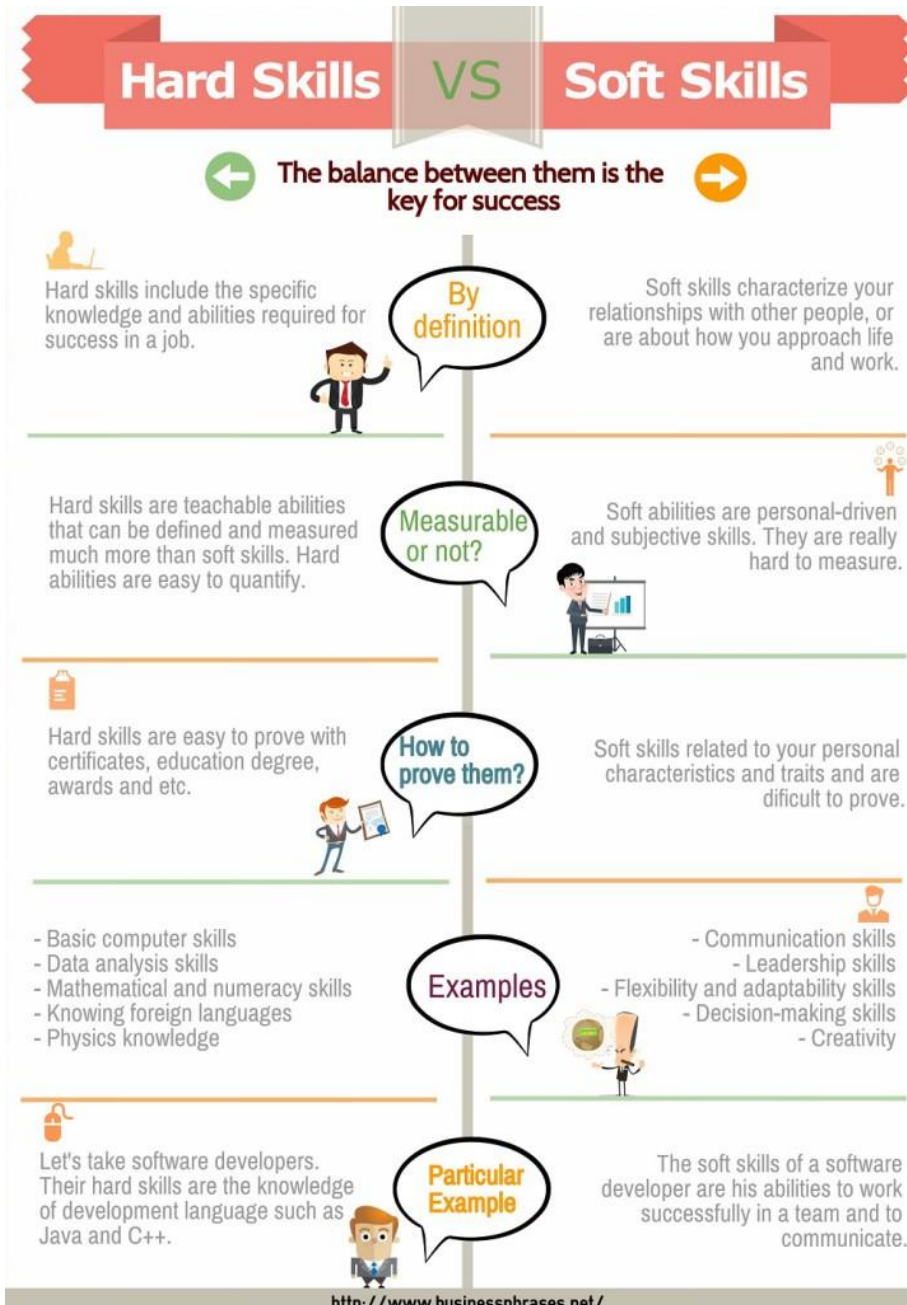 Hard Skills VS Soft Skills
The balance between them is the
key for success
By
definition
Hard skills include the specific
knowledge and abilities required for
success in a job.
Soft skills characterize your
relationships with other people, or
are about how you approach life
and work.
Measurable
or not?
Hard skills are teachable abilities
that can be defined and measured
much more than soft skills. Hard
abilities are easy to quantify.
Soft abilities are personal-driven
and subjective skills. They are really
hard to measure.
How to
prove them?
Hard skills are easy to prove with
certificates, education degree,
awards and etc.
Soft skills related to your personal
characteristics and traits and are
dificult to prove.
Examples
- Basic computer skills
- Data analysis skills
- Mathematical and numeracy skills
- Knowing foreign languages
- Physics knowledge
- Communication skills
- Leadership skills
- Flexibility and adaptability skills
- Decision-making skills
- Creativity
Particular
Example
Let's take software developers.
Their hard skills are the knowledge
of development language such as
Java and C++.
The soft skills of a software
developer are his abilities to work
successfully in a team and to
communicate.
http://www.businessphrases.net/